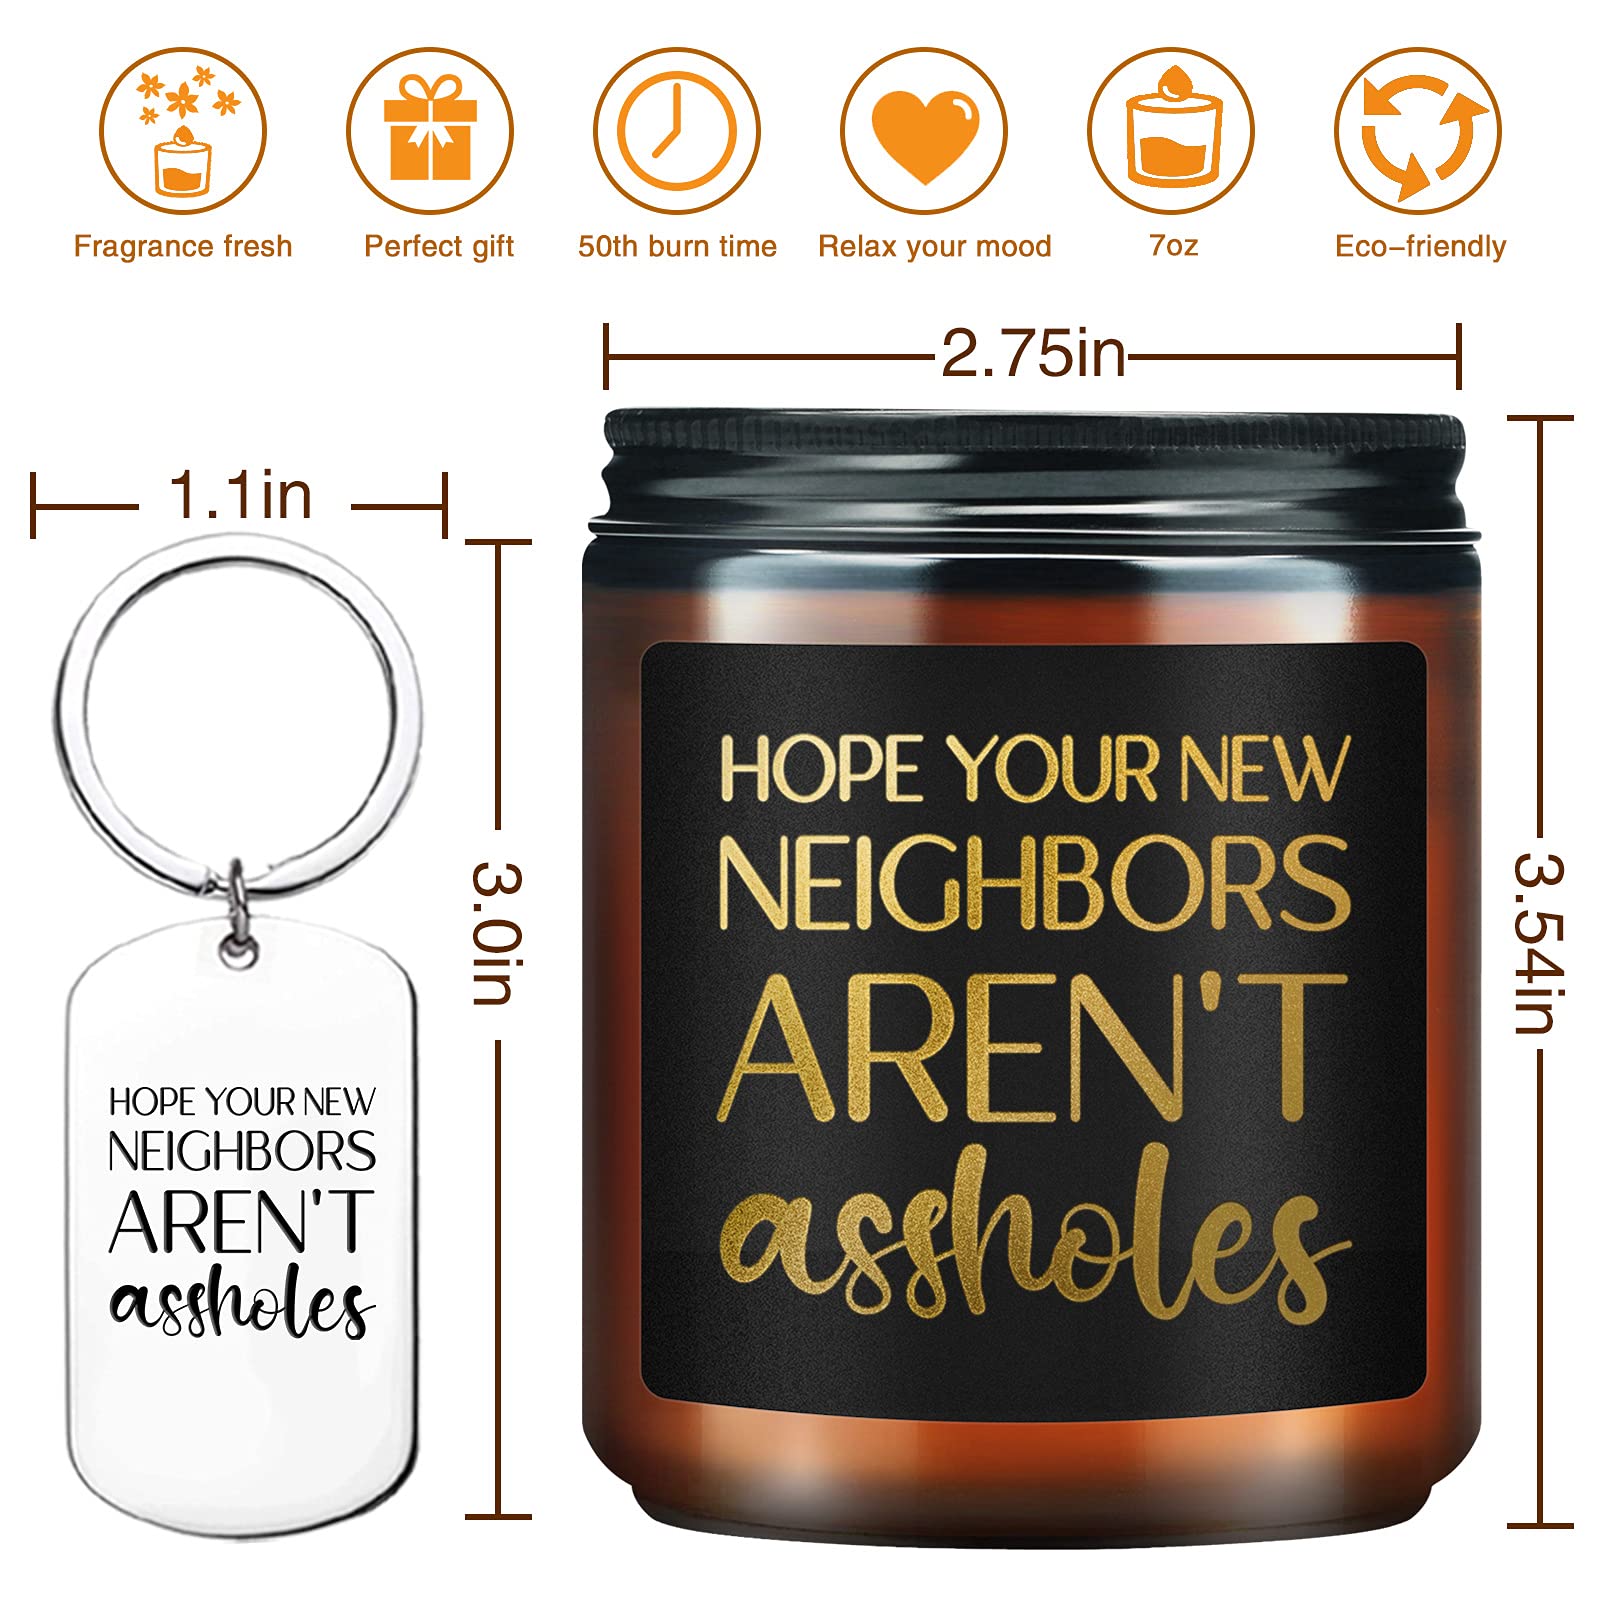 Fragrance fresh
Perfect gift
50th burn time
Relax your mood
7oz
Eco-friendly
2.75in
1.1in
3.0in
3.54in
HOPE YOUR NEW
NEIGHBORS
AREN'T
assholes
HOPE YOUR NEW
NEIGHBORS
AREN'T
assholes